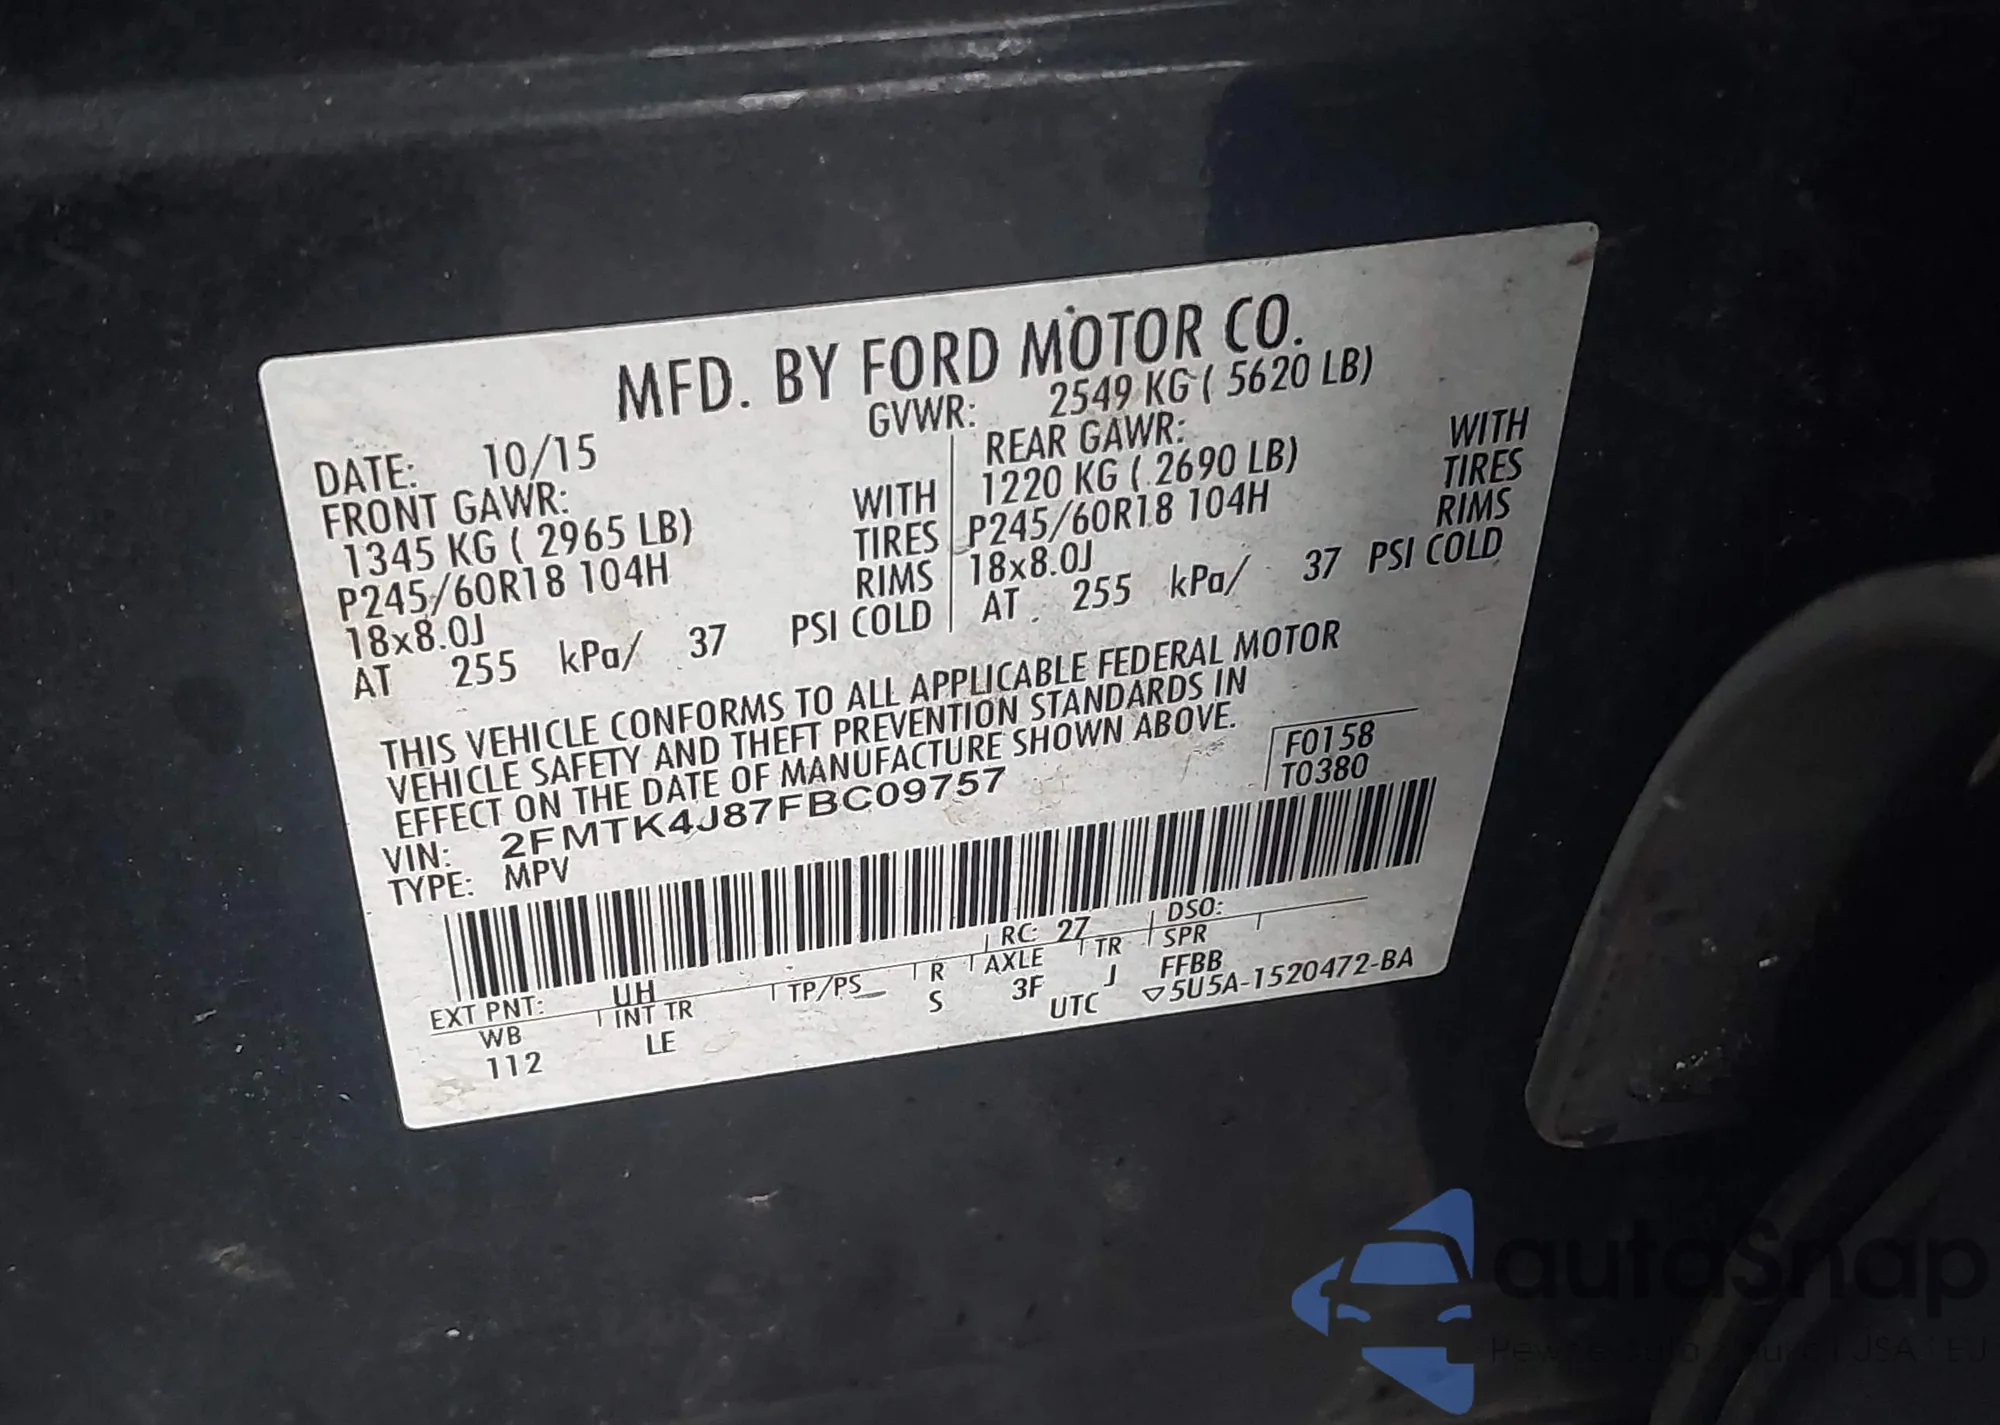 MFD. BY FORD MOTOR CO.
DATE: 10/15 GVWR: 2549 KG ( 5620 LB)
FRONT GAWR: REAR GAWR:
1345 KG ( 2965 LB) WITH 1220 KG ( 2690 LB) WITH
P245/60R18 104H TIRES P245/60R18 104H TIRES
18x8.0J RIMS 18x8.0J RIMS
AT 255 kPa/ 37 PSI COLD AT 255 kPa/ 37 PSI COLD
THIS VEHICLE CONFORMS TO ALL APPLICABLE FEDERAL MOTOR
VEHICLE SAFETY AND THEFT PREVENTION STANDARDS IN
EFFECT ON THE DATE OF MANUFACTURE SHOWN ABOVE.
F0158
T0380
VIN: 2FMTK4J87FBC09757
TYPE: MPV
EXT PNT: UH RC: 27 DSO:
WB INT TR TP/PS R AXLE TR SPR
112 LE S 3F J FFBB
UTC ▽5U5A-1520472-BA
autoSnap